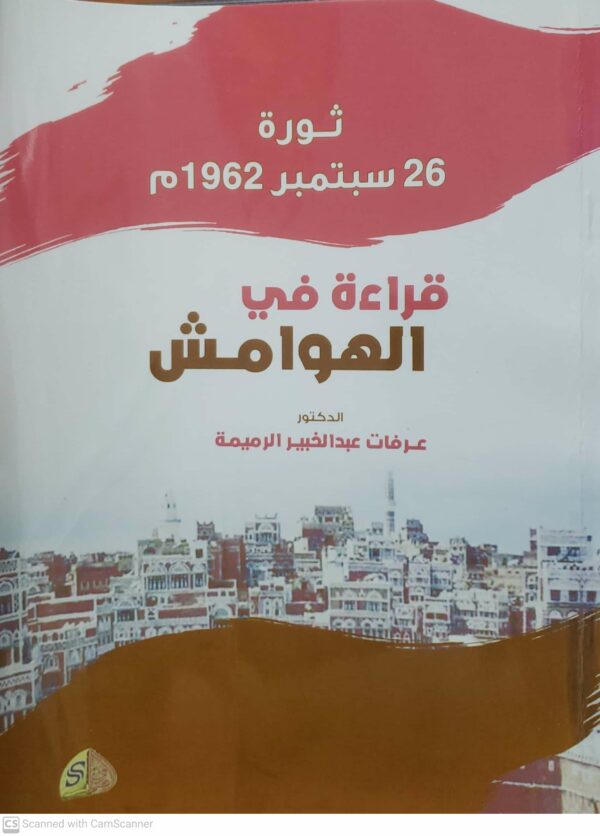 ثورة
26 سبتمبر 1962م
قراءة في
الهوامش
الدكتور
عرفات عبدالخبير الرميمة
S
CS Scanned with CamScanner